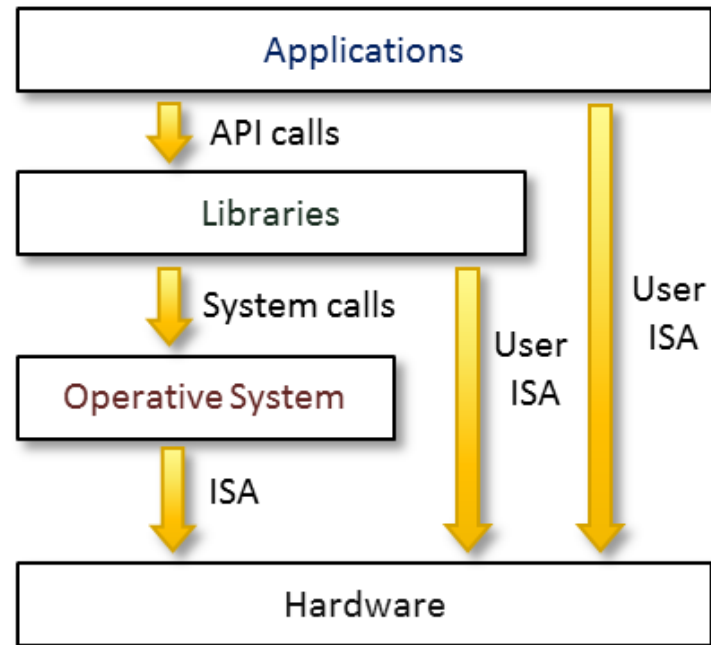 Applications
API calls
Libraries
System calls
User
ISA
User
ISA
Operative System
ISA
Hardware